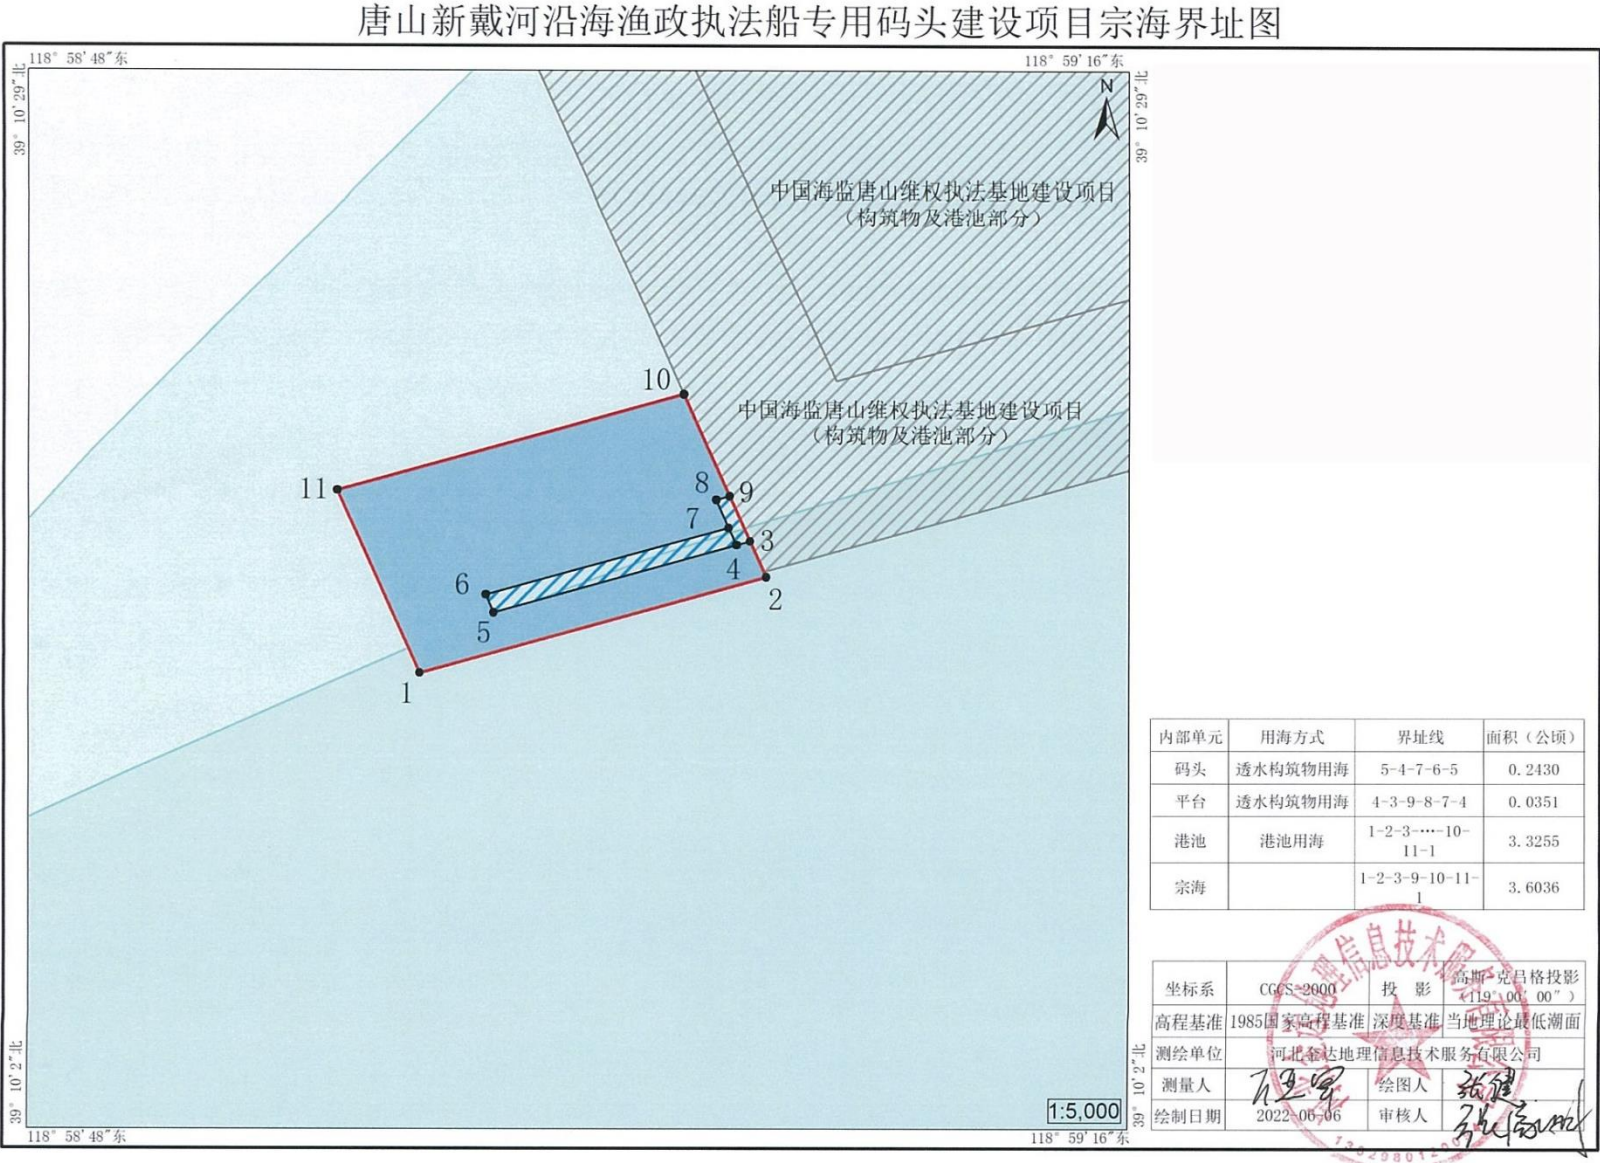 唐山新戴河沿海渔政执法船专用码头建设项目宗海界址图
118° 58′48″东
118° 59′16″东
39° 10′29″北
39° 10′29″北
N
中国海监唐山维权执法基地建设项目
（构筑物及港池部分）
中国海监唐山维权执法基地建设项目
（构筑物及港池部分）
10
11
8
9
7
3
4
6
2
5
1
内部单元 用海方式 界址线 面积（公顷）
码头 透水构筑物用海 5-4-7-6-5 0.2430
平台 透水构筑物用海 4-3-9-8-7-4 0.0351
港池 港池用海 1-2-3-…-10-11-1 3.3255
宗海 1-2-3-9-10-11-1 3.6036
坐标系 CGCS-2000 投 影 高斯-克吕格投影（119°00′00″）
高程基准 1985国家高程基准 深度基准 当地理论最低潮面
测绘单位 河北金达地理信息技术服务有限公司
测量人 绘图人 张健
绘制日期 2022-06-06 审核人
1:5,000
39° 10′2″北
39° 10′2″北
118° 58′48″东
118° 59′16″东